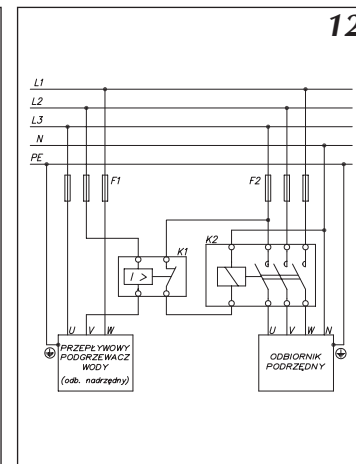 12
L1
L2
L3
N
PE
F1
F2
K1
K2
I >
U V W
U V W N
PRZEPŁYWOWY
PODGRZEWACZ
WODY
(odb. nadrzędny)
ODBIORNIK
PODRZĘDNY